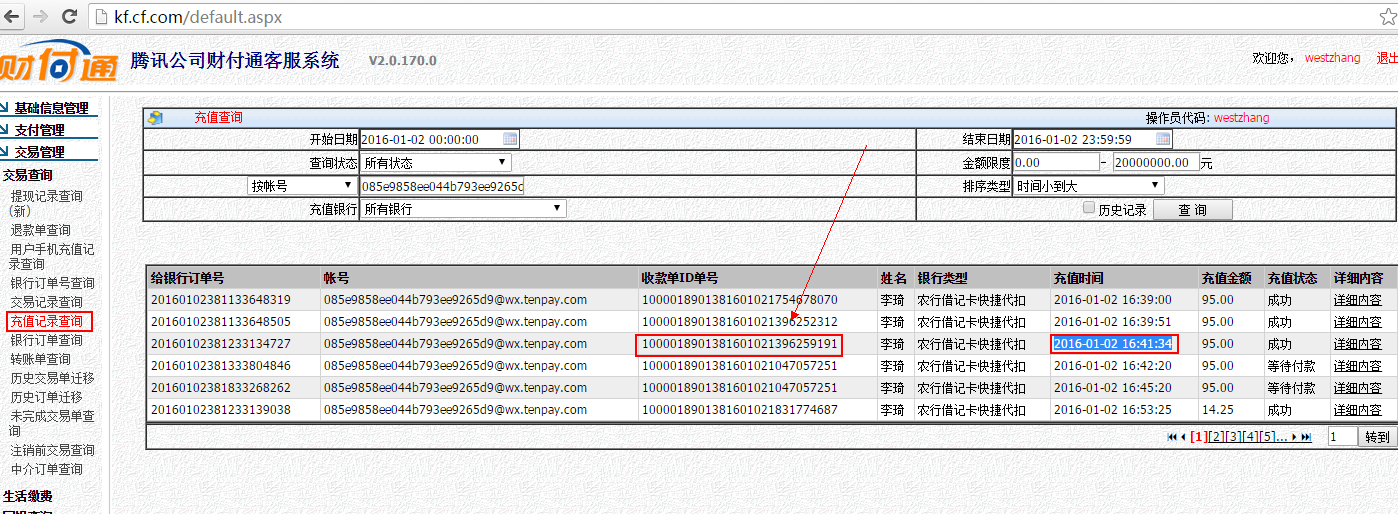 kf.cf.com/default.aspx
财付通 腾讯公司财付通客服系统 V2.0.170.0 欢迎您， westzhang 退出
基础信息管理
支付管理
交易管理
交易查询
提现记录查询
(新)
退款单查询
用户手机充值记
录查询
银行订单号查询
交易记录查询
充值记录查询
银行订单查询
转账单查询
历史交易单迁移
历史订单迁移
未完成交易单查
询
注销前交易查询
中介订单查询
生活缴费
充值查询 操作员代码: westzhang
开始日期 2016-01-02 00:00:00 结束日期 2016-01-02 23:59:59
查询状态 所有状态 金额限度 0.00 - 20000000.00 元
按帐号 085e9858ee044b793ee9265d 排序类型 时间小到大
充值银行 所有银行 历史记录 查 询
给银行订单号 帐号 收款单ID单号 姓名 银行类型 充值时间 充值金额 充值状态 详细内容
20160102381133648319 085e9858ee044b793ee9265d9@wx.tenpay.com 1000018901381601021754678070 李琦 农行借记卡快捷代扣 2016-01-02 16:39:00 95.00 成功 详细内容
20160102381133648505 085e9858ee044b793ee9265d9@wx.tenpay.com 1000018901381601021396252312 李琦 农行借记卡快捷代扣 2016-01-02 16:39:51 95.00 成功 详细内容
20160102381233134727 085e9858ee044b793ee9265d9@wx.tenpay.com 1000018901381601021396259191 李琦 农行借记卡快捷代扣 2016-01-02 16:41:34 95.00 成功 详细内容
20160102381333804846 085e9858ee044b793ee9265d9@wx.tenpay.com 1000018901381601021047057251 李琦 农行借记卡快捷代扣 2016-01-02 16:42:20 95.00 等待付款 详细内容
20160102381833268262 085e9858ee044b793ee9265d9@wx.tenpay.com 1000018901381601021047057251 李琦 农行借记卡快捷代扣 2016-01-02 16:45:20 95.00 等待付款 详细内容
20160102381233139038 085e9858ee044b793ee9265d9@wx.tenpay.com 1000018901381601021831774687 李琦 农行借记卡快捷代扣 2016-01-02 16:53:25 14.25 成功 详细内容
[1][2][3][4][5]... 1 转到